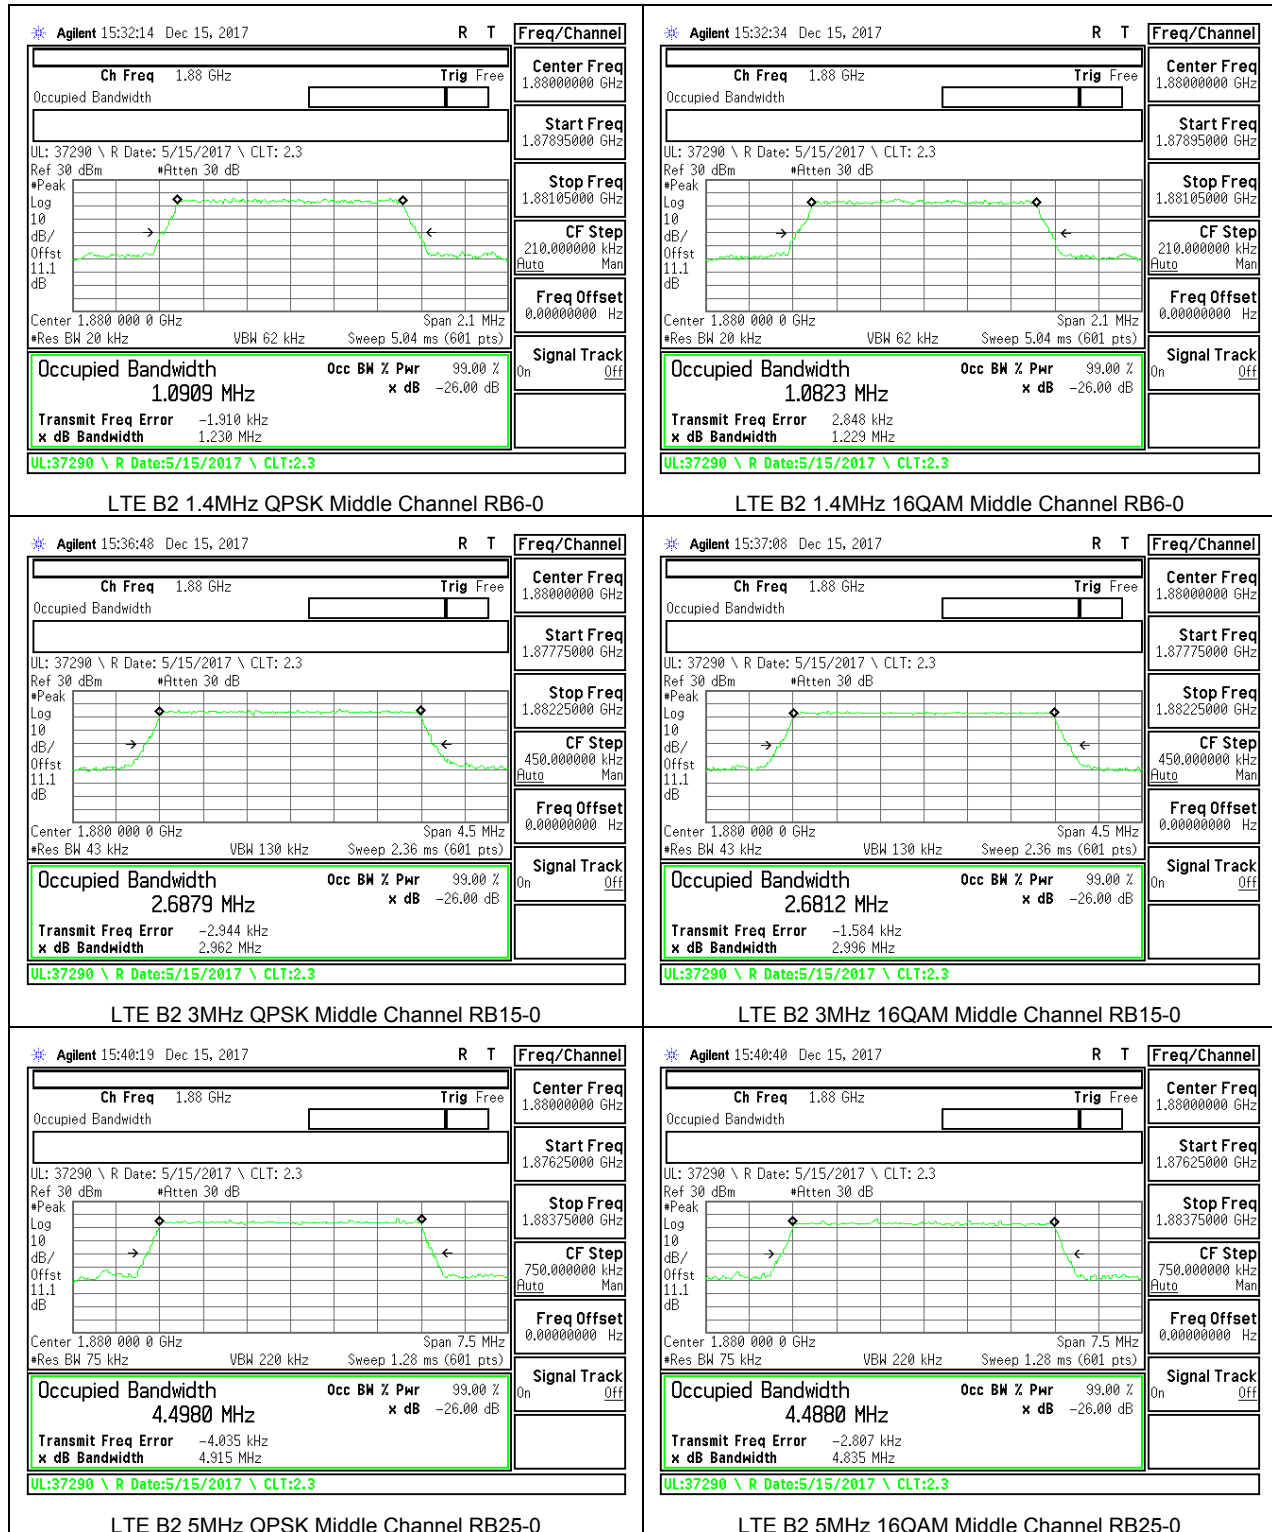 Agilent 15:32:14 Dec 15, 2017 R T Freq/Channel
Ch Freq 1.88 GHz Trig Free
Occupied Bandwidth
Center Freq
1.88000000 GHz
Start Freq
1.87895000 GHz
UL: 37290 \ R Date: 5/15/2017 \ CLT: 2.3
Ref 30 dBm #Atten 30 dB
#Peak
Log
10
dB/
Offst
11.1
dB
Stop Freq
1.88105000 GHz
CF Step
210.000000 kHz
Auto Man
Freq Offset
0.00000000 Hz
Center 1.880 000 0 GHz Span 2.1 MHz
#Res BW 20 kHz VBW 62 kHz Sweep 5.04 ms (601 pts)
Signal Track
On Off
Occupied Bandwidth Occ BW % Pwr 99.00 %
1.0909 MHz x dB -26.00 dB
Transmit Freq Error -1.910 kHz
x dB Bandwidth 1.230 MHz
UL:37290 \ R Date:5/15/2017 \ CLT:2.3
LTE B2 1.4MHz QPSK Middle Channel RB6-0
Agilent 15:32:34 Dec 15, 2017 R T Freq/Channel
Ch Freq 1.88 GHz Trig Free
Occupied Bandwidth
Center Freq
1.88000000 GHz
Start Freq
1.87895000 GHz
UL: 37290 \ R Date: 5/15/2017 \ CLT: 2.3
Ref 30 dBm #Atten 30 dB
#Peak
Log
10
dB/
Offst
11.1
dB
Stop Freq
1.88105000 GHz
CF Step
210.000000 kHz
Auto Man
Freq Offset
0.00000000 Hz
Center 1.880 000 0 GHz Span 2.1 MHz
#Res BW 20 kHz VBW 62 kHz Sweep 5.04 ms (601 pts)
Signal Track
On Off
Occupied Bandwidth Occ BW % Pwr 99.00 %
1.0823 MHz x dB -26.00 dB
Transmit Freq Error 2.848 kHz
x dB Bandwidth 1.229 MHz
UL:37290 \ R Date:5/15/2017 \ CLT:2.3
LTE B2 1.4MHz 16QAM Middle Channel RB6-0
Agilent 15:36:48 Dec 15, 2017 R T Freq/Channel
Ch Freq 1.88 GHz Trig Free
Occupied Bandwidth
Center Freq
1.88000000 GHz
Start Freq
1.87775000 GHz
UL: 37290 \ R Date: 5/15/2017 \ CLT: 2.3
Ref 30 dBm #Atten 30 dB
#Peak
Log
10
dB/
Offst
11.1
dB
Stop Freq
1.88225000 GHz
CF Step
450.000000 kHz
Auto Man
Freq Offset
0.00000000 Hz
Center 1.880 000 0 GHz Span 4.5 MHz
#Res BW 43 kHz VBW 130 kHz Sweep 2.36 ms (601 pts)
Signal Track
On Off
Occupied Bandwidth Occ BW % Pwr 99.00 %
2.6879 MHz x dB -26.00 dB
Transmit Freq Error -2.944 kHz
x dB Bandwidth 2.962 MHz
UL:37290 \ R Date:5/15/2017 \ CLT:2.3
LTE B2 3MHz QPSK Middle Channel RB15-0
Agilent 15:37:08 Dec 15, 2017 R T Freq/Channel
Ch Freq 1.88 GHz Trig Free
Occupied Bandwidth
Center Freq
1.88000000 GHz
Start Freq
1.87775000 GHz
UL: 37290 \ R Date: 5/15/2017 \ CLT: 2.3
Ref 30 dBm #Atten 30 dB
#Peak
Log
10
dB/
Offst
11.1
dB
Stop Freq
1.88225000 GHz
CF Step
450.000000 kHz
Auto Man
Freq Offset
0.00000000 Hz
Center 1.880 000 0 GHz Span 4.5 MHz
#Res BW 43 kHz VBW 130 kHz Sweep 2.36 ms (601 pts)
Signal Track
On Off
Occupied Bandwidth Occ BW % Pwr 99.00 %
2.6812 MHz x dB -26.00 dB
Transmit Freq Error -1.584 kHz
x dB Bandwidth 2.996 MHz
UL:37290 \ R Date:5/15/2017 \ CLT:2.3
LTE B2 3MHz 16QAM Middle Channel RB15-0
Agilent 15:40:19 Dec 15, 2017 R T Freq/Channel
Ch Freq 1.88 GHz Trig Free
Occupied Bandwidth
Center Freq
1.88000000 GHz
Start Freq
1.87625000 GHz
UL: 37290 \ R Date: 5/15/2017 \ CLT: 2.3
Ref 30 dBm #Atten 30 dB
#Peak
Log
10
dB/
Offst
11.1
dB
Stop Freq
1.88375000 GHz
CF Step
750.000000 kHz
Auto Man
Freq Offset
0.00000000 Hz
Center 1.880 000 0 GHz Span 7.5 MHz
#Res BW 75 kHz VBW 220 kHz Sweep 1.28 ms (601 pts)
Signal Track
On Off
Occupied Bandwidth Occ BW % Pwr 99.00 %
4.4980 MHz x dB -26.00 dB
Transmit Freq Error -4.035 kHz
x dB Bandwidth 4.915 MHz
UL:37290 \ R Date:5/15/2017 \ CLT:2.3
LTE B2 5MHz QPSK Middle Channel RB25-0
Agilent 15:40:40 Dec 15, 2017 R T Freq/Channel
Ch Freq 1.88 GHz Trig Free
Occupied Bandwidth
Center Freq
1.88000000 GHz
Start Freq
1.87625000 GHz
UL: 37290 \ R Date: 5/15/2017 \ CLT: 2.3
Ref 30 dBm #Atten 30 dB
#Peak
Log
10
dB/
Offst
11.1
dB
Stop Freq
1.88375000 GHz
CF Step
750.000000 kHz
Auto Man
Freq Offset
0.00000000 Hz
Center 1.880 000 0 GHz Span 7.5 MHz
#Res BW 75 kHz VBW 220 kHz Sweep 1.28 ms (601 pts)
Signal Track
On Off
Occupied Bandwidth Occ BW % Pwr 99.00 %
4.4880 MHz x dB -26.00 dB
Transmit Freq Error -2.807 kHz
x dB Bandwidth 4.835 MHz
UL:37290 \ R Date:5/15/2017 \ CLT:2.3
LTE B2 5MHz 16QAM Middle Channel RB25-0